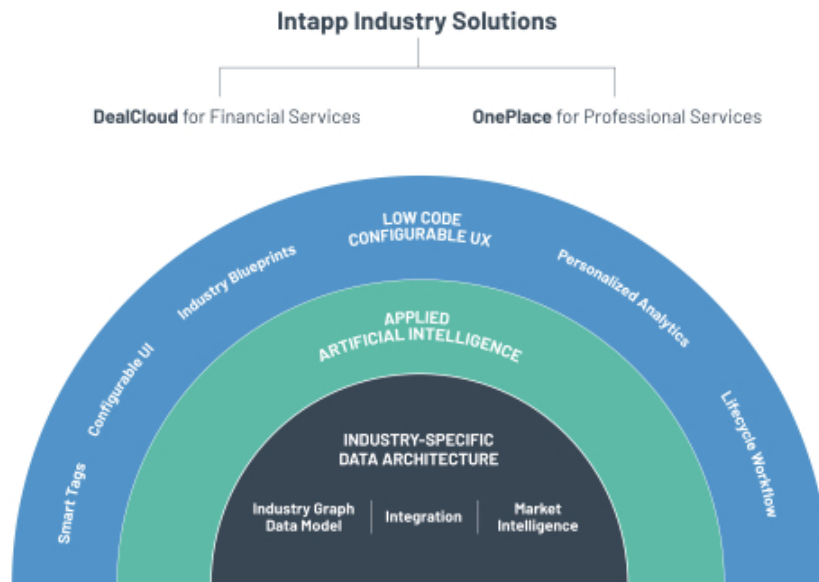 Intapp Industry Solutions
DealCloud for Financial Services
OnePlace for Professional Services
LOW CODE
CONFIGURABLE UX
Smart Tags
Configurable UI
Industry Blueprints
Personalized Analytics
Lifecycle Workflow
APPLIED
ARTIFICIAL INTELLIGENCE
INDUSTRY-SPECIFIC
DATA ARCHITECTURE
Industry Graph
Data Model
Integration
Market
Intelligence